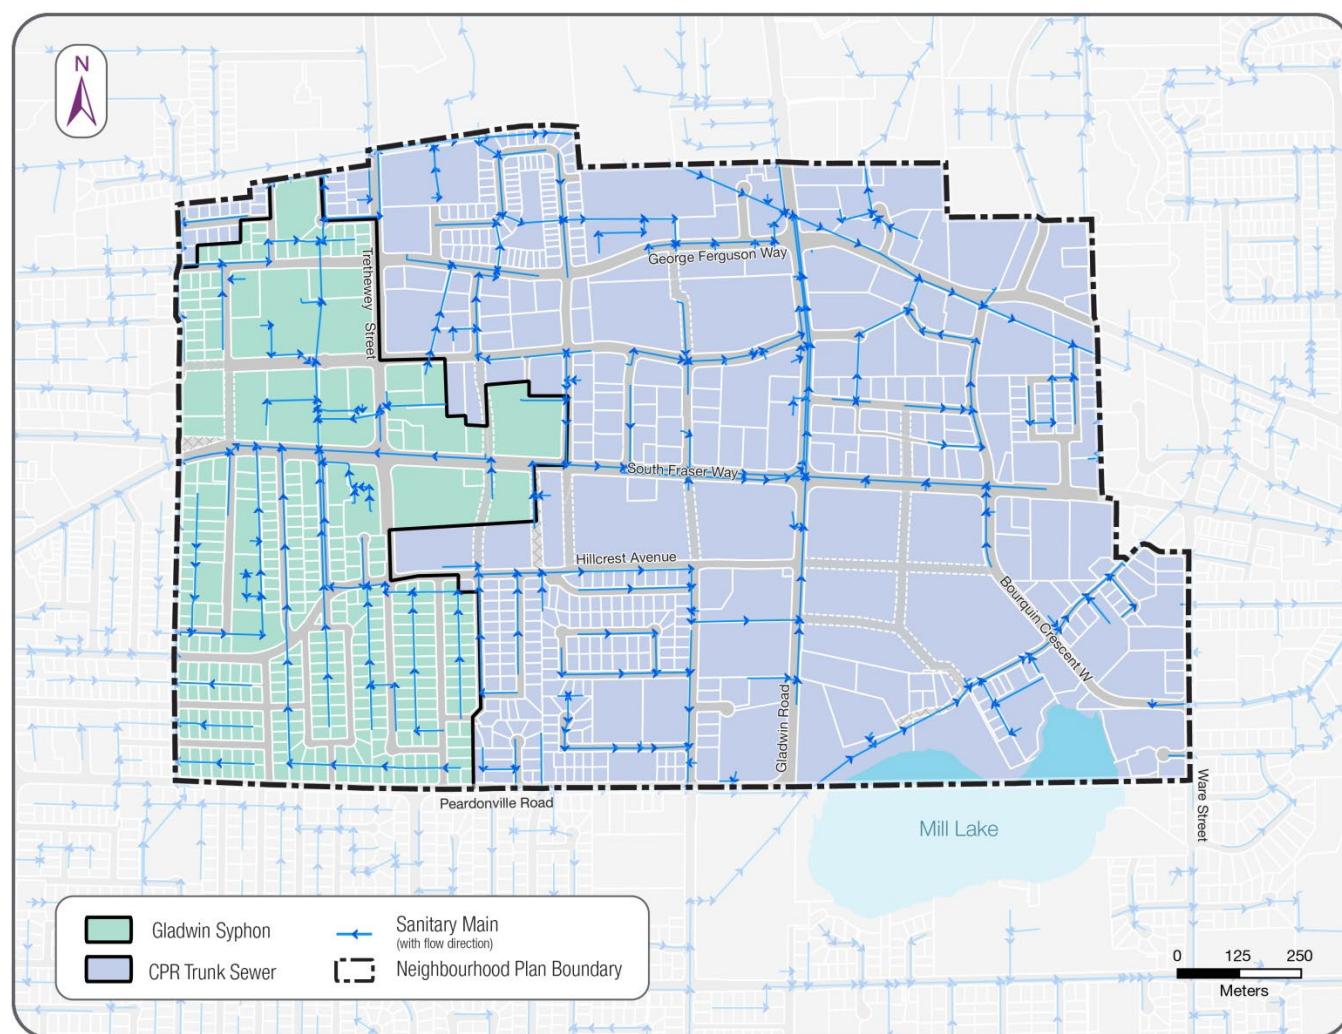 N
George Ferguson Way
Trethewey Street
South Fraser Way
Hillcrest Avenue
Bourquin Crescent W
Gladwin Road
Peardonville Road
Ware Street
Mill Lake
Gladwin Syphon
CPR Trunk Sewer
Sanitary Main
(with flow direction)
Neighbourhood Plan Boundary
0 125 250
Meters